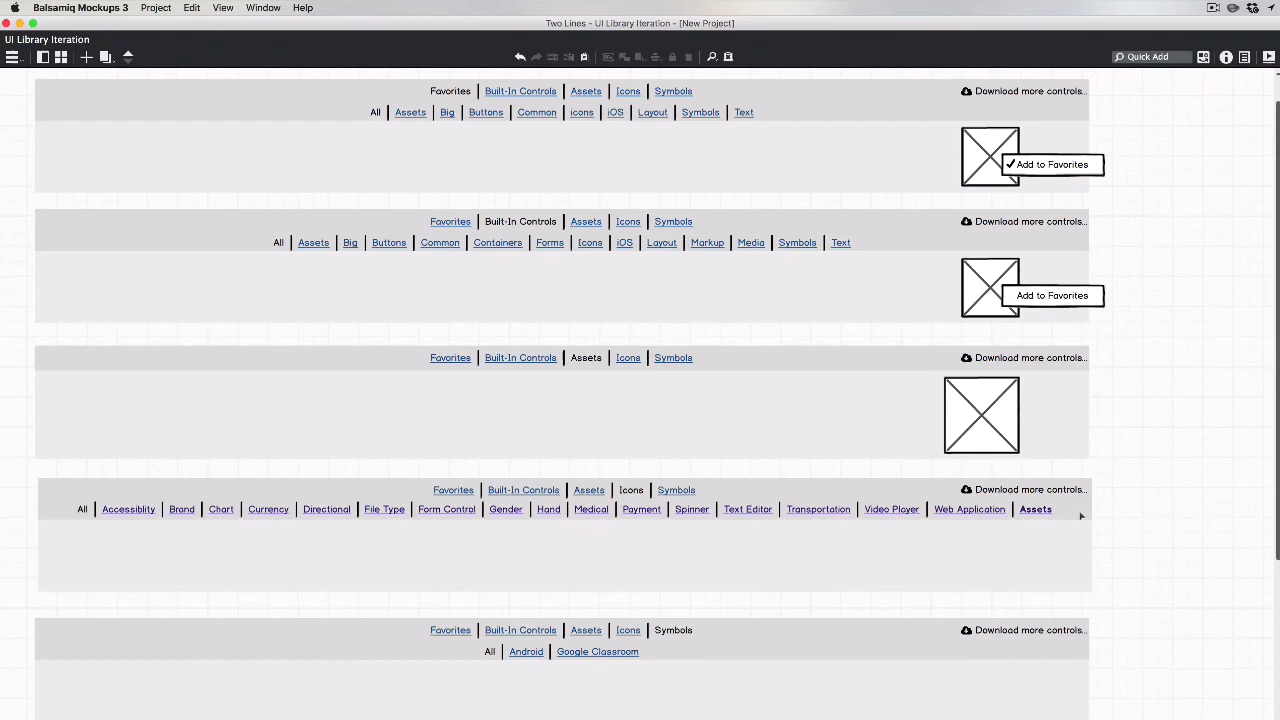 Balsamiq Mockups 3 Project Edit View Window Help
Two Lines - UI Library Iteration - [New Project]
UI Library Iteration
Quick Add
Favorites Built-In Controls Assets Icons Symbols Download more controls...
All Assets Big Buttons Common icons iOS Layout Symbols Text
Add to Favorites
Favorites Built-In Controls Assets Icons Symbols Download more controls...
All Assets Big Buttons Common Containers Forms Icons iOS Layout Markup Media Symbols Text
Add to Favorites
Favorites Built-In Controls Assets Icons Symbols Download more controls...
Favorites Built-In Controls Assets Icons Symbols Download more controls...
All Accessiblity Brand Chart Currency Directional File Type Form Control Gender Hand Medical Payment Spinner Text Editor Transportation Video Player Web Application Assets
Favorites Built-In Controls Assets Icons Symbols Download more controls...
All Android Google Classroom